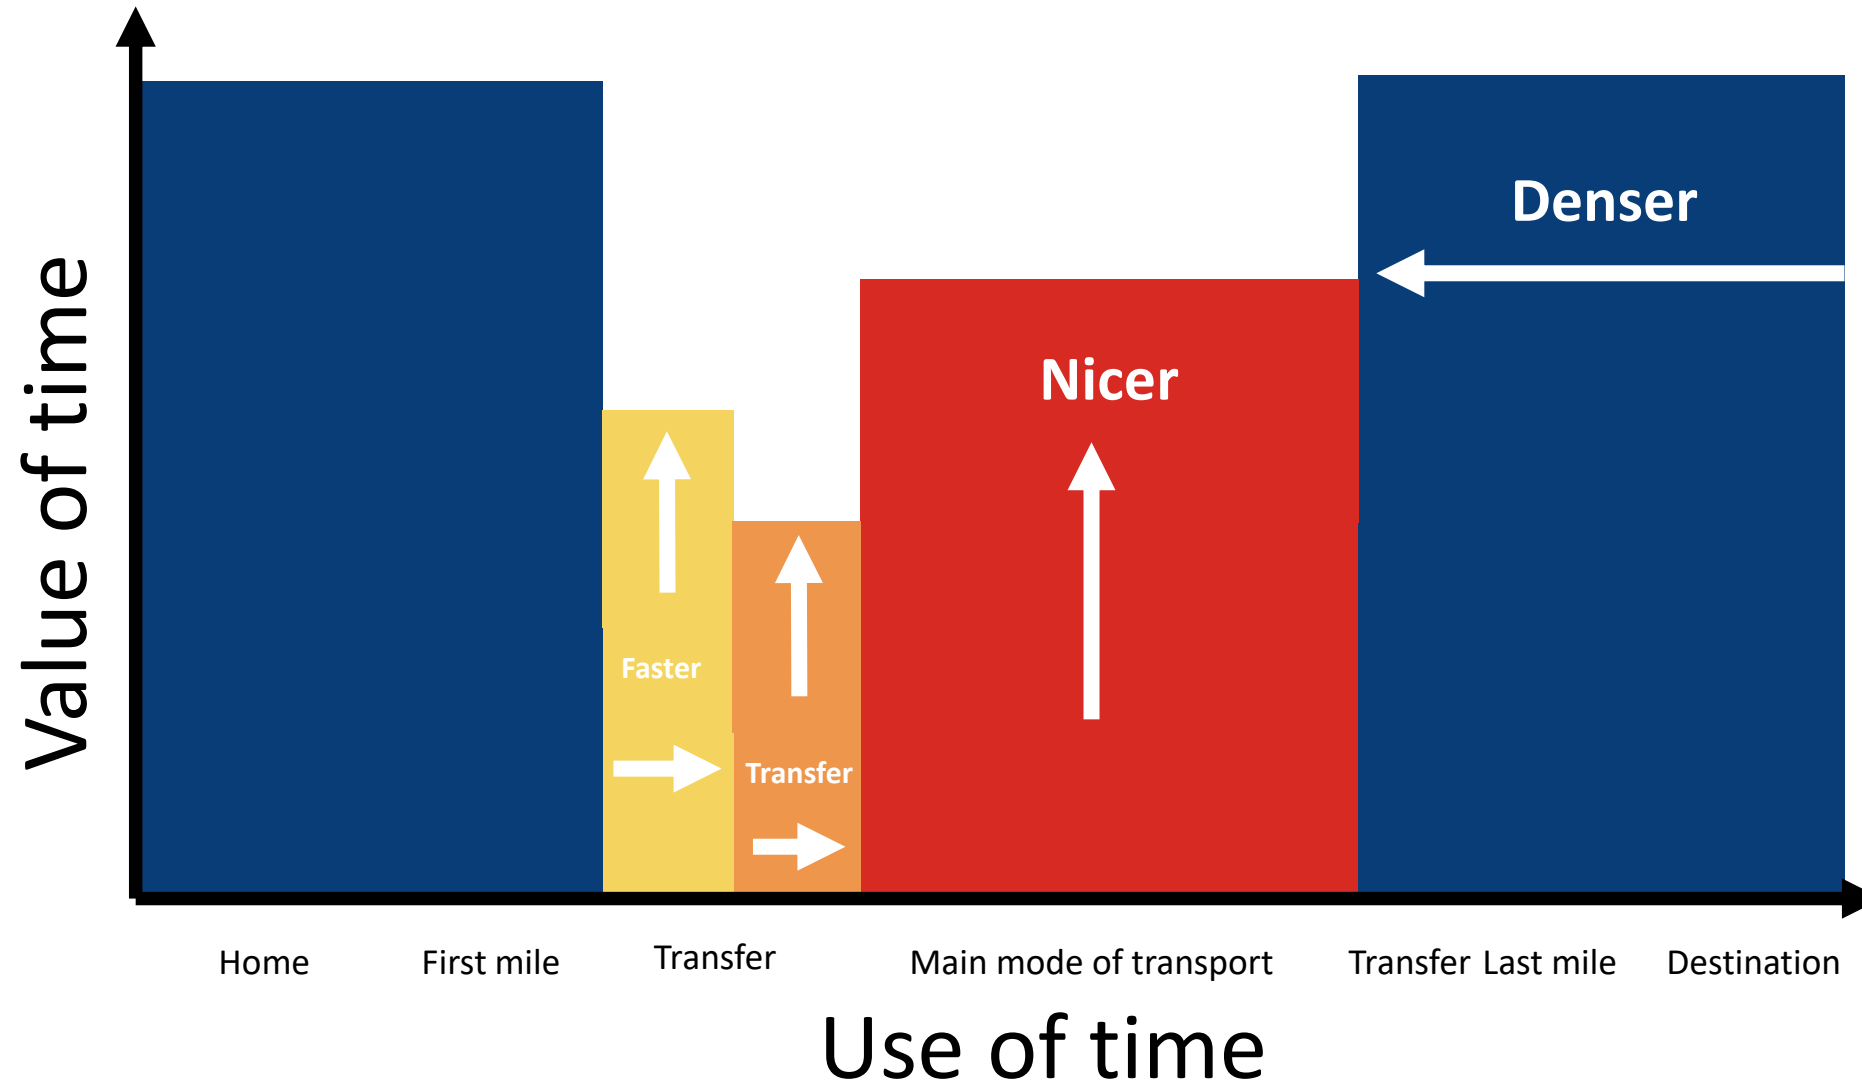 Value of time
Denser
Nicer
Faster
Transfer
Home
First mile
Transfer
Main mode of transport
Transfer
Last mile
Destination
Use of time